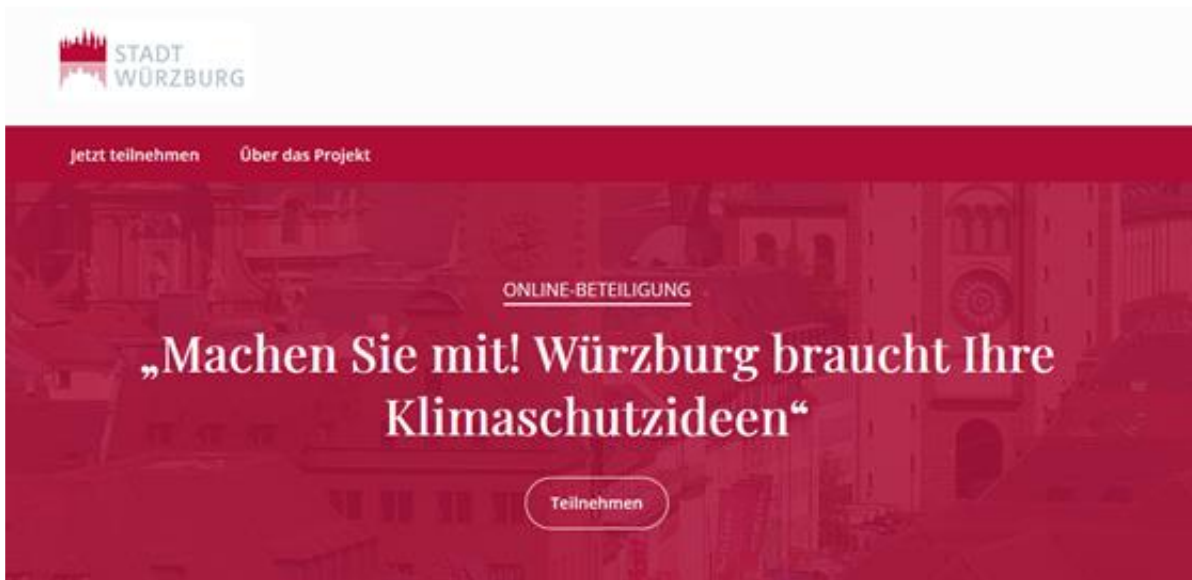 STADT
WÜRZBURG
Jetzt teilnehmen Über das Projekt
ONLINE-BETEILIGUNG
„Machen Sie mit! Würzburg braucht Ihre
Klimaschutzideen“
Teilnehmen